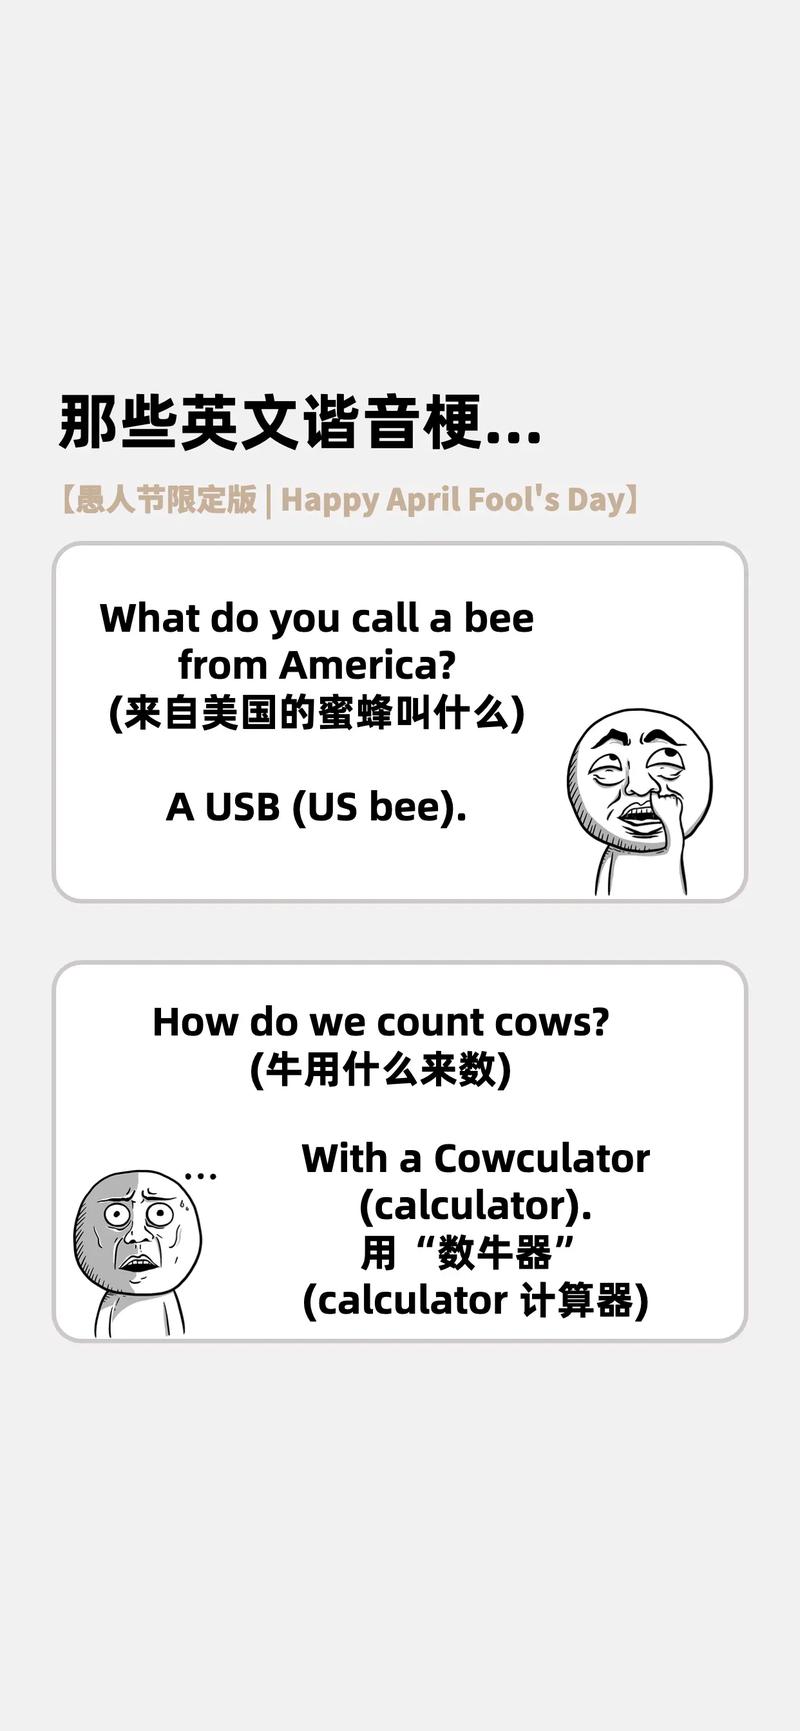 那些英文谐音梗...
【愚人节限定版 | Happy April Fool's Day】
What do you call a bee
from America?
(来自美国的蜜蜂叫什么)
A USB (US bee).
How do we count cows?
(牛用什么来数)
...
With a Cowculator
(calculator).
用“数牛器”
(calculator 计算器)